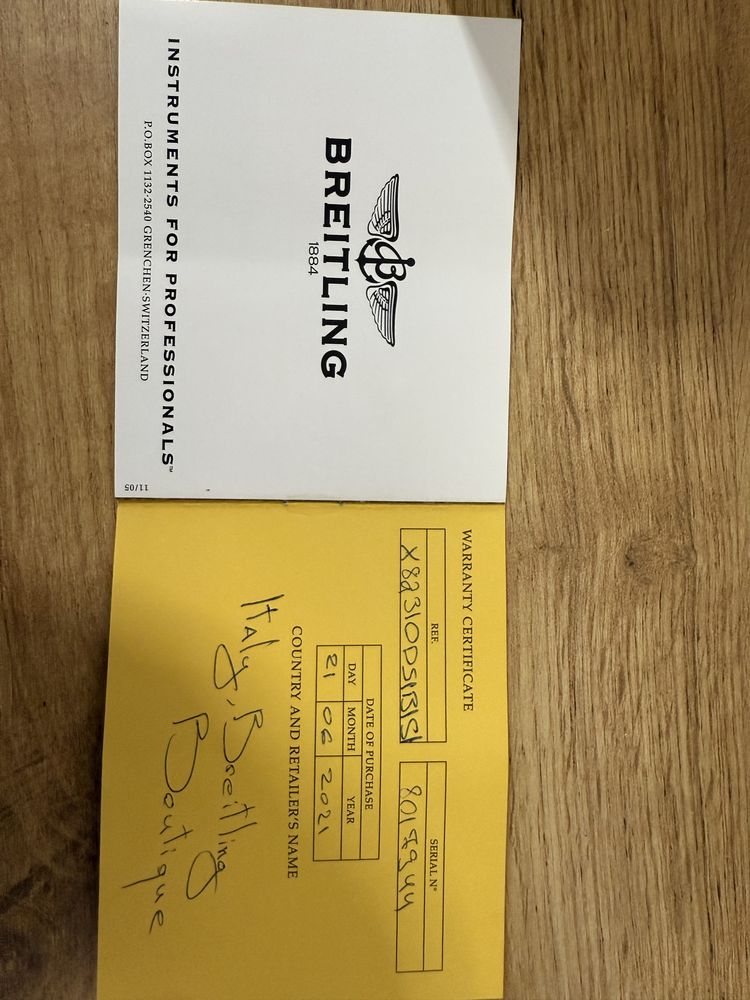 BREITLING
1884
INSTRUMENTS FOR PROFESSIONALS™
P.O.BOX 1132·2540 GRENCHEN·SWITZERLAND
11/05
WARRANTY CERTIFICATE
REF. SERIAL N°
X82310D51B1S1
DATE OF PURCHASE
DAY MONTH YEAR
21 06 2021
COUNTRY AND RETAILER'S NAME
Italy, Breitling
Boutique